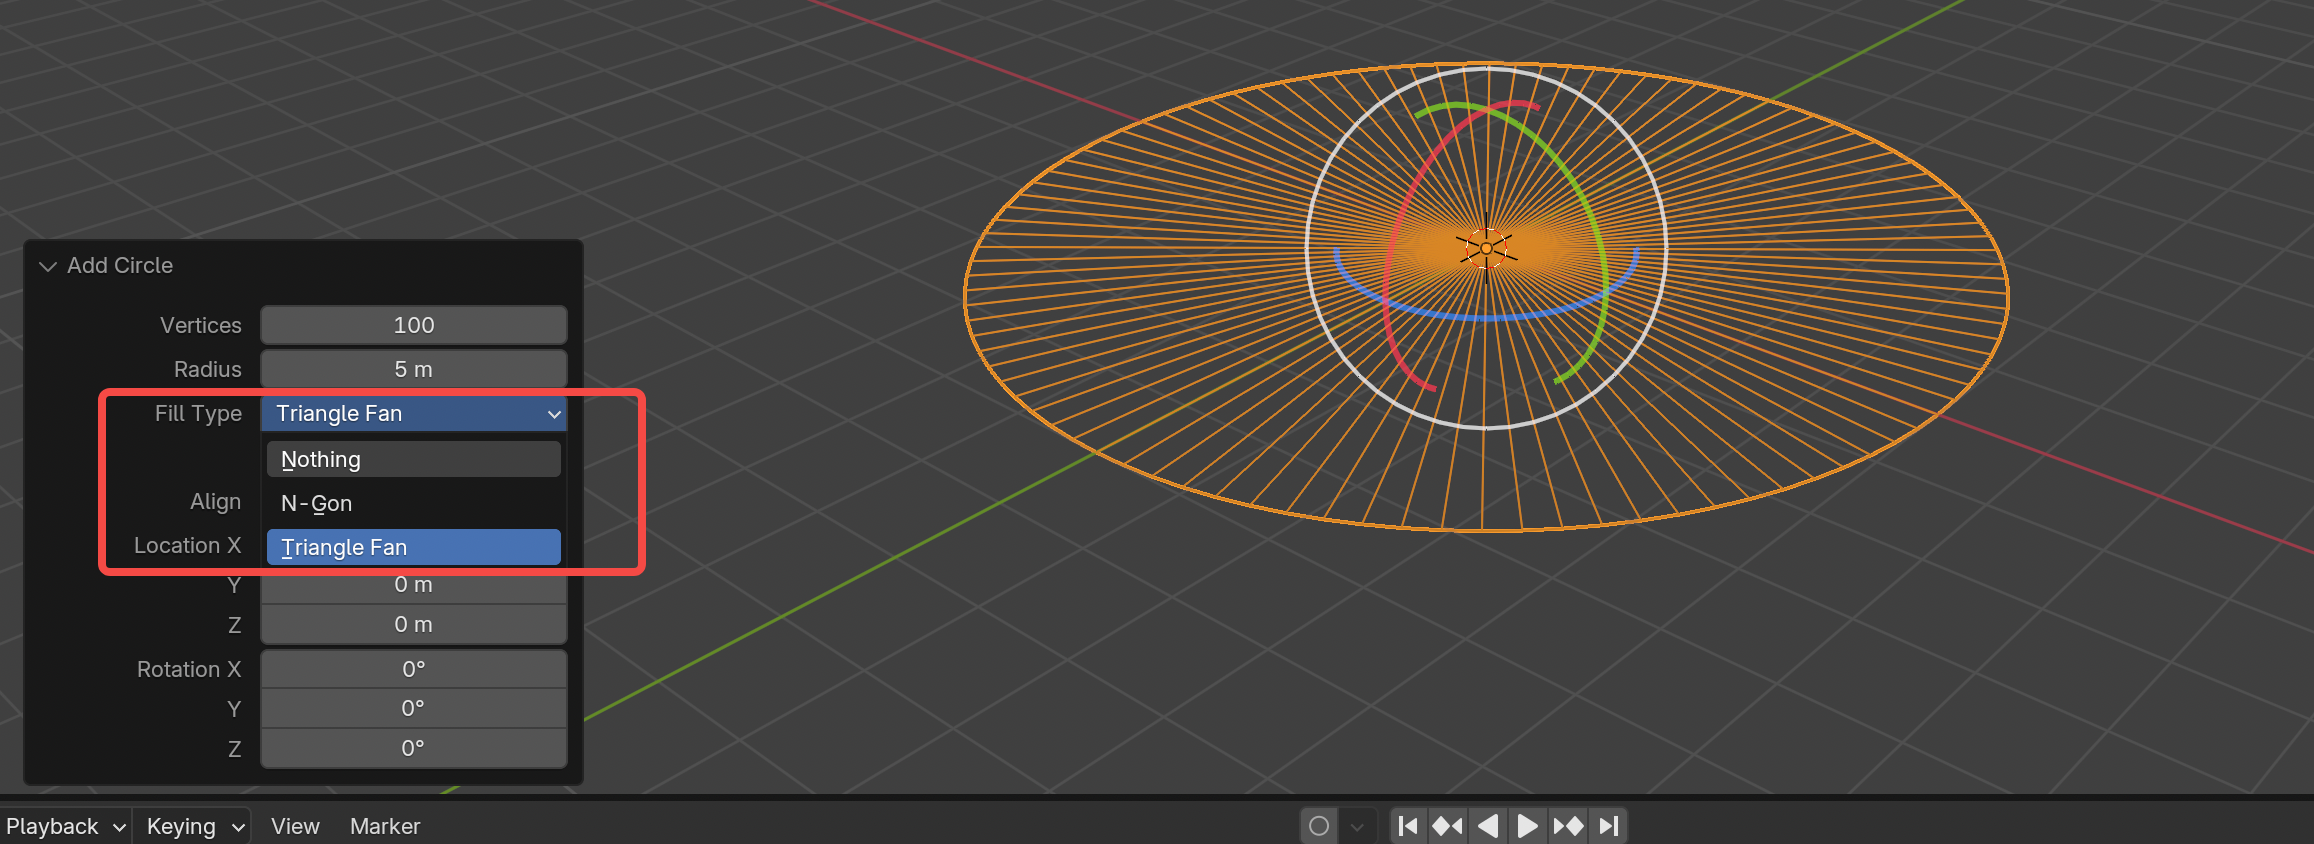 Add Circle
Vertices 100
Radius 5 m
Fill Type Triangle Fan
Nothing
Align N-Gon
Location X Triangle Fan
Y 0 m
Z 0 m
Rotation X 0°
Y 0°
Z 0°
Playback Keying View Marker